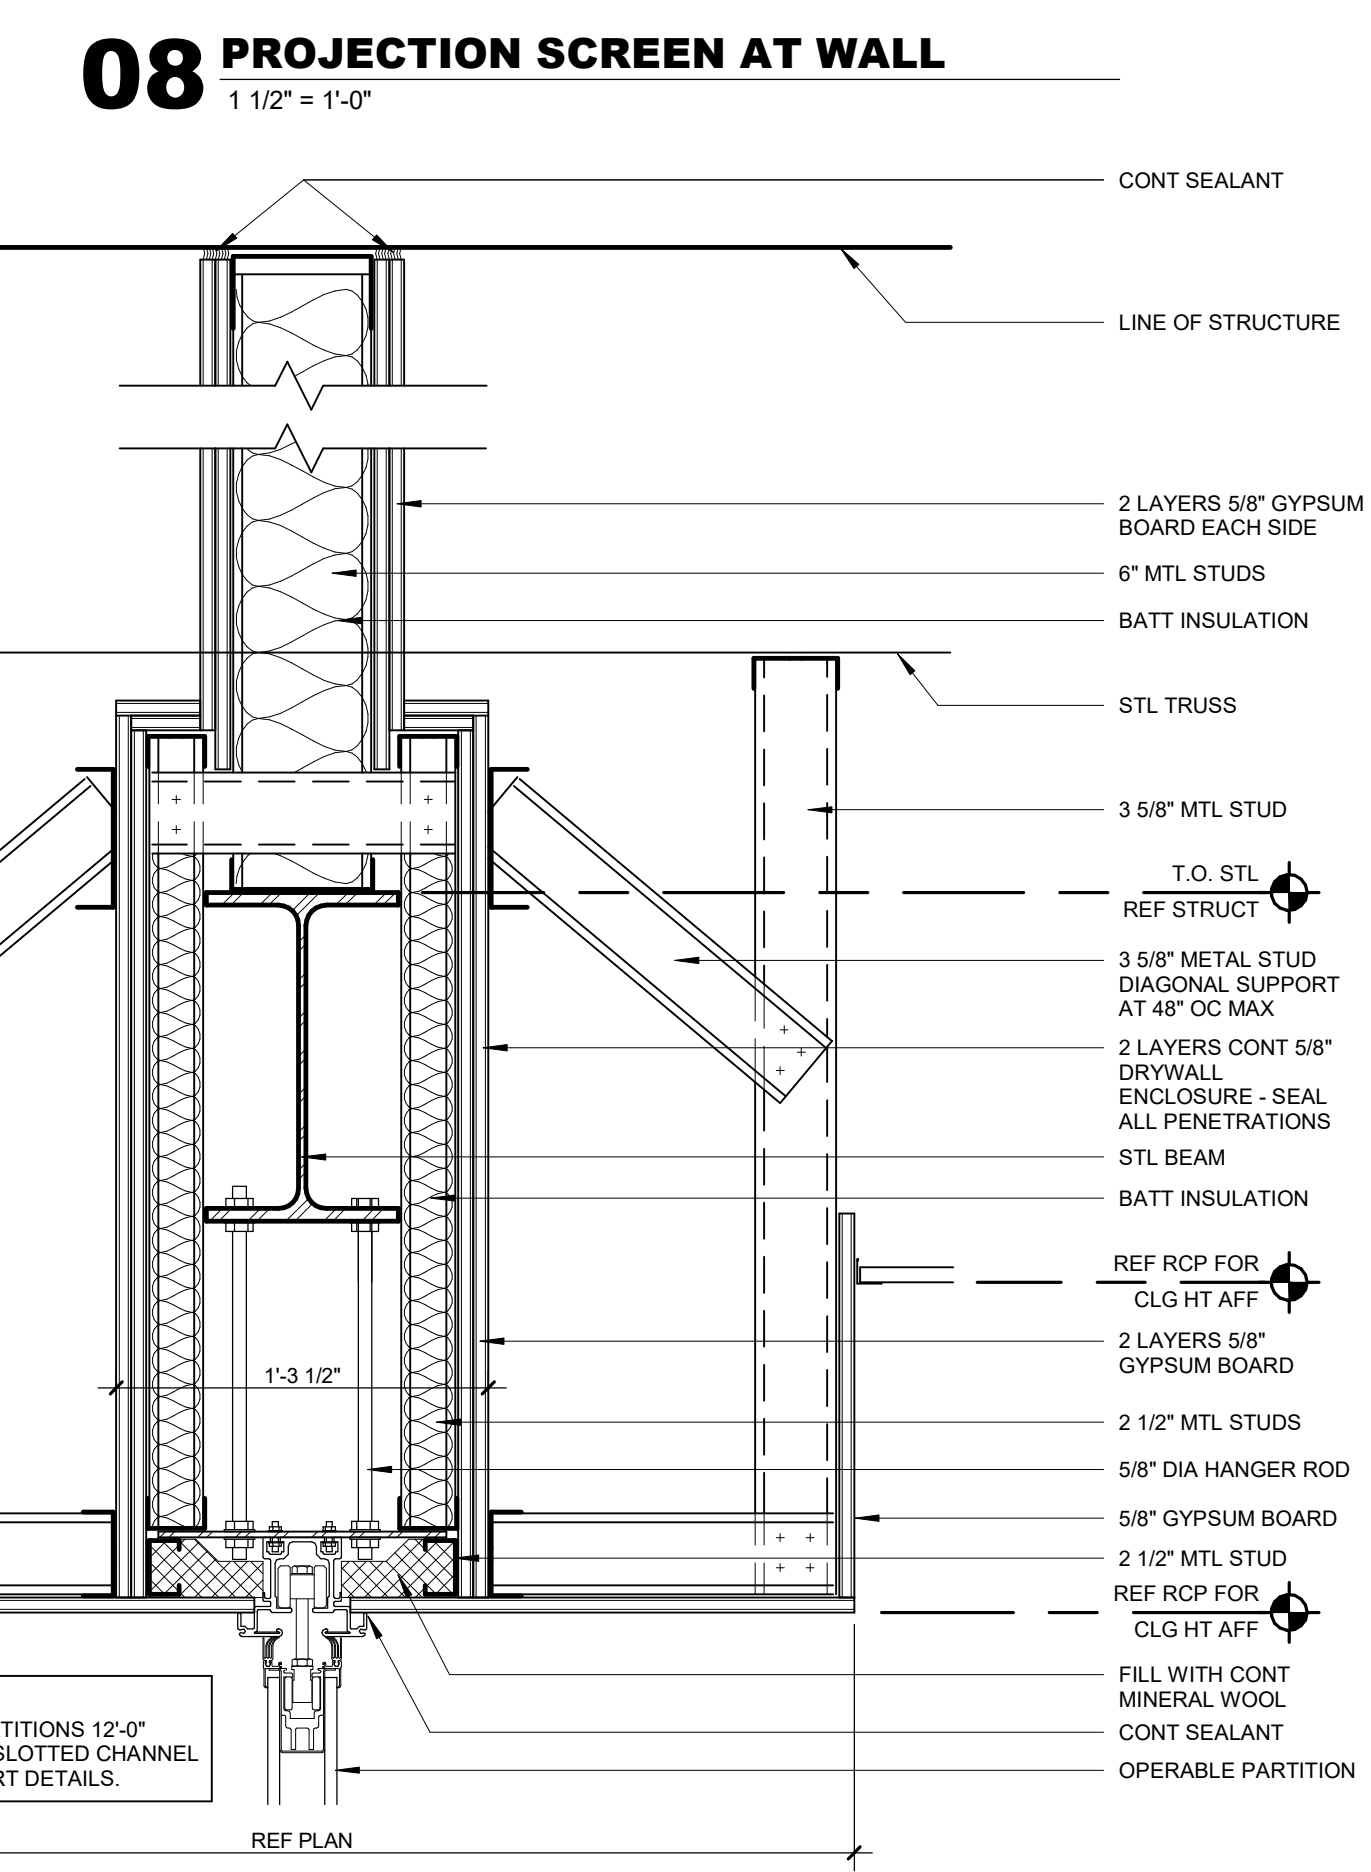 08 PROJECTION SCREEN AT WALL
1 1/2" = 1'-0"
CONT SEALANT
LINE OF STRUCTURE
2 LAYERS 5/8" GYPSUM
BOARD EACH SIDE
6" MTL STUDS
BATT INSULATION
STL TRUSS
3 5/8" MTL STUD
T.O. STL
REF STRUCT
3 5/8" METAL STUD
DIAGONAL SUPPORT
AT 48" OC MAX
2 LAYERS CONT 5/8"
DRYWALL
ENCLOSURE - SEAL
ALL PENETRATIONS
STL BEAM
BATT INSULATION
REF RCP FOR
CLG HT AFF
2 LAYERS 5/8"
GYPSUM BOARD
1'-3 1/2"
2 1/2" MTL STUDS
5/8" DIA HANGER ROD
5/8" GYPSUM BOARD
2 1/2" MTL STUD
REF RCP FOR
CLG HT AFF
FILL WITH CONT
MINERAL WOOL
CONT SEALANT
OPERABLE PARTITION
TITIONS 12'-0"
SLOTTED CHANNEL
RT DETAILS.
REF PLAN